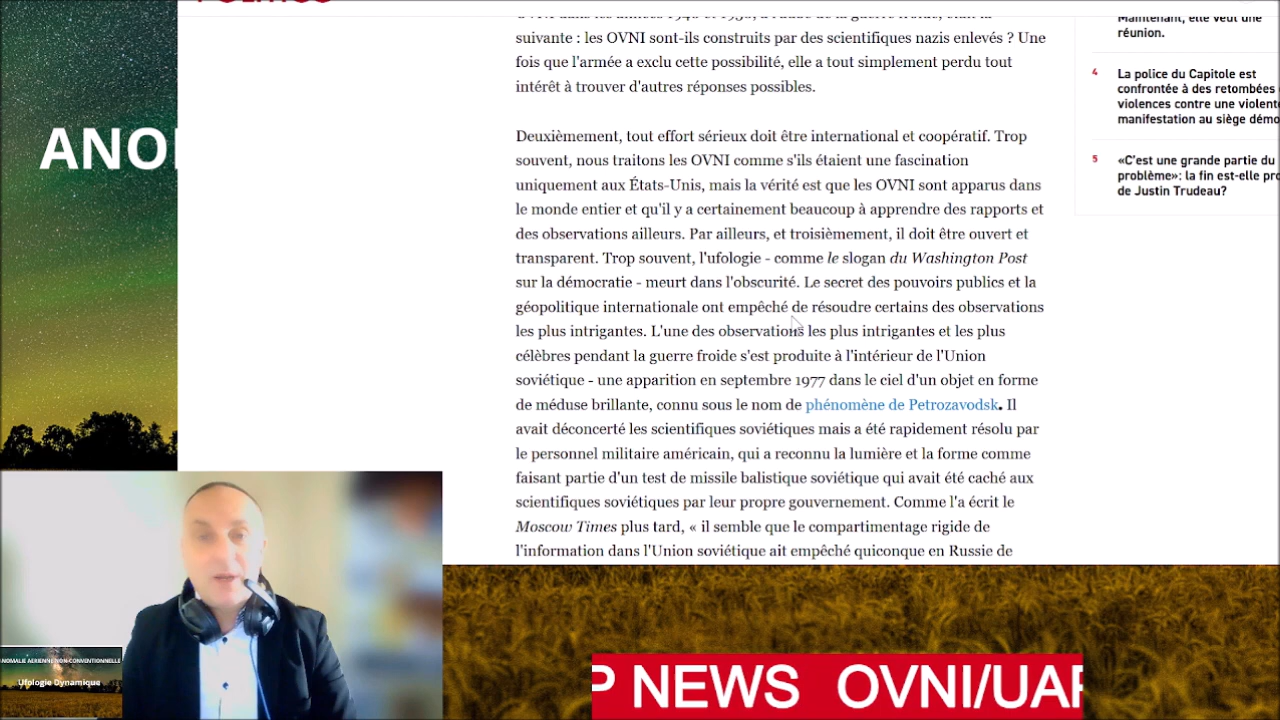 ANO
suivante : les OVNI sont-ils construits par des scientifiques nazis enlevés ? Une
fois que l'armée a exclu cette possibilité, elle a tout simplement perdu tout
intérêt à trouver d'autres réponses possibles.
Deuxièmement, tout effort sérieux doit être international et coopératif. Trop
souvent, nous traitons les OVNI comme s'ils étaient une fascination
uniquement aux États-Unis, mais la vérité est que les OVNI sont apparus dans
le monde entier et qu'il y a certainement beaucoup à apprendre des rapports et
des observations ailleurs. Par ailleurs, et troisièmement, il doit être ouvert et
transparent. Trop souvent, l'ufologie - comme le slogan du Washington Post
sur la démocratie - meurt dans l'obscurité. Le secret des pouvoirs publics et la
géopolitique internationale ont empêché de résoudre certains des observations
les plus intrigantes. L'une des observations les plus intrigantes et les plus
célèbres pendant la guerre froide s'est produite à l'intérieur de l'Union
soviétique - une apparition en septembre 1977 dans le ciel d'un objet en forme
de méduse brillante, connu sous le nom de phénomène de Petrozavodsk. Il
avait déconcerté les scientifiques soviétiques mais a été rapidement résolu par
le personnel militaire américain, qui a reconnu la lumière et la forme comme
faisant partie d'un test de missile balistique soviétique qui avait été caché aux
scientifiques soviétiques par leur propre gouvernement. Comme l'a écrit le
Moscow Times plus tard, « il semble que le compartimentage rigide de
l'information dans l'Union soviétique ait empêché quiconque en Russie de
Maintenant, elle veut une
réunion.
4 La police du Capitole est
confrontée à des retombées
violences contre une violente
manifestation au siège démo
5 «C'est une grande partie du
problème»: la fin est-elle pro
de Justin Trudeau?
ANOMALIE AERIENNE NON-CONVENTIONNELLE
Ufologie Dynamique
P NEWS OVNI/UAP